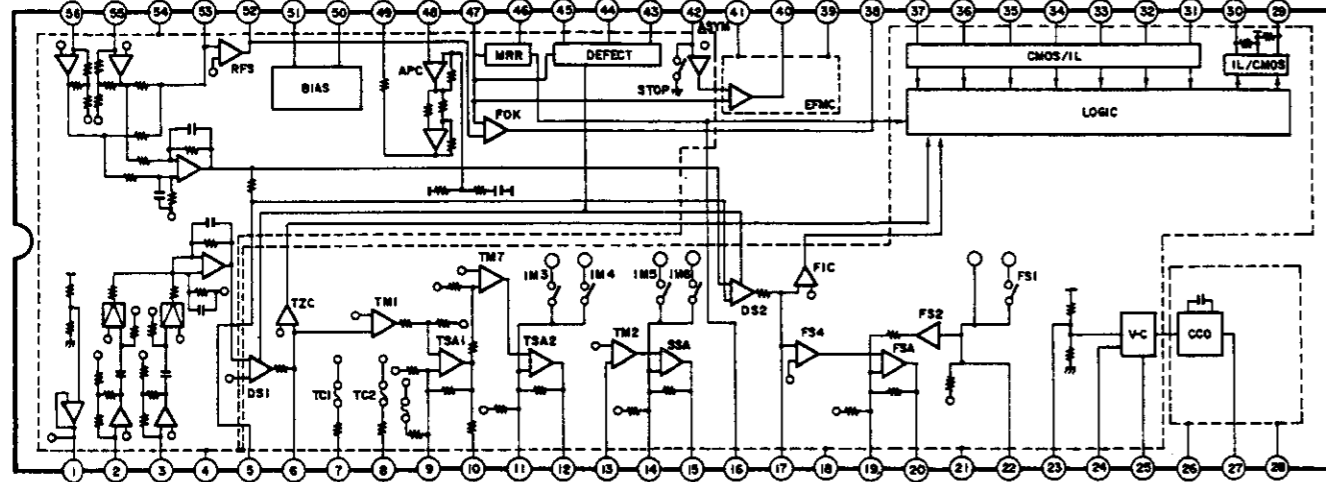 56 55 54 53 52 51 50 49 48 47 46 45 44 43 42 41 40 39 38 37 36 35 34 33 32 31 30 29
ASYM
RFS
MRR
DEFECT
CMOS/IL
IL/CMOS
BIAS
APC
STOP
EFMC
LOGIC
FOK
TM7
1M3
1M4
1M5
1M6
FIC
FS1
TZC
TM1
DS2
FS2
CCO
V-C
TSA1
TSA2
TM2
SSA
FS4
FSA
DS1
TC1
TC2
1 2 3 4 5 6 7 8 9 10 11 12 13 14 15 16 17 18 19 20 21 22 23 24 25 26 27 28